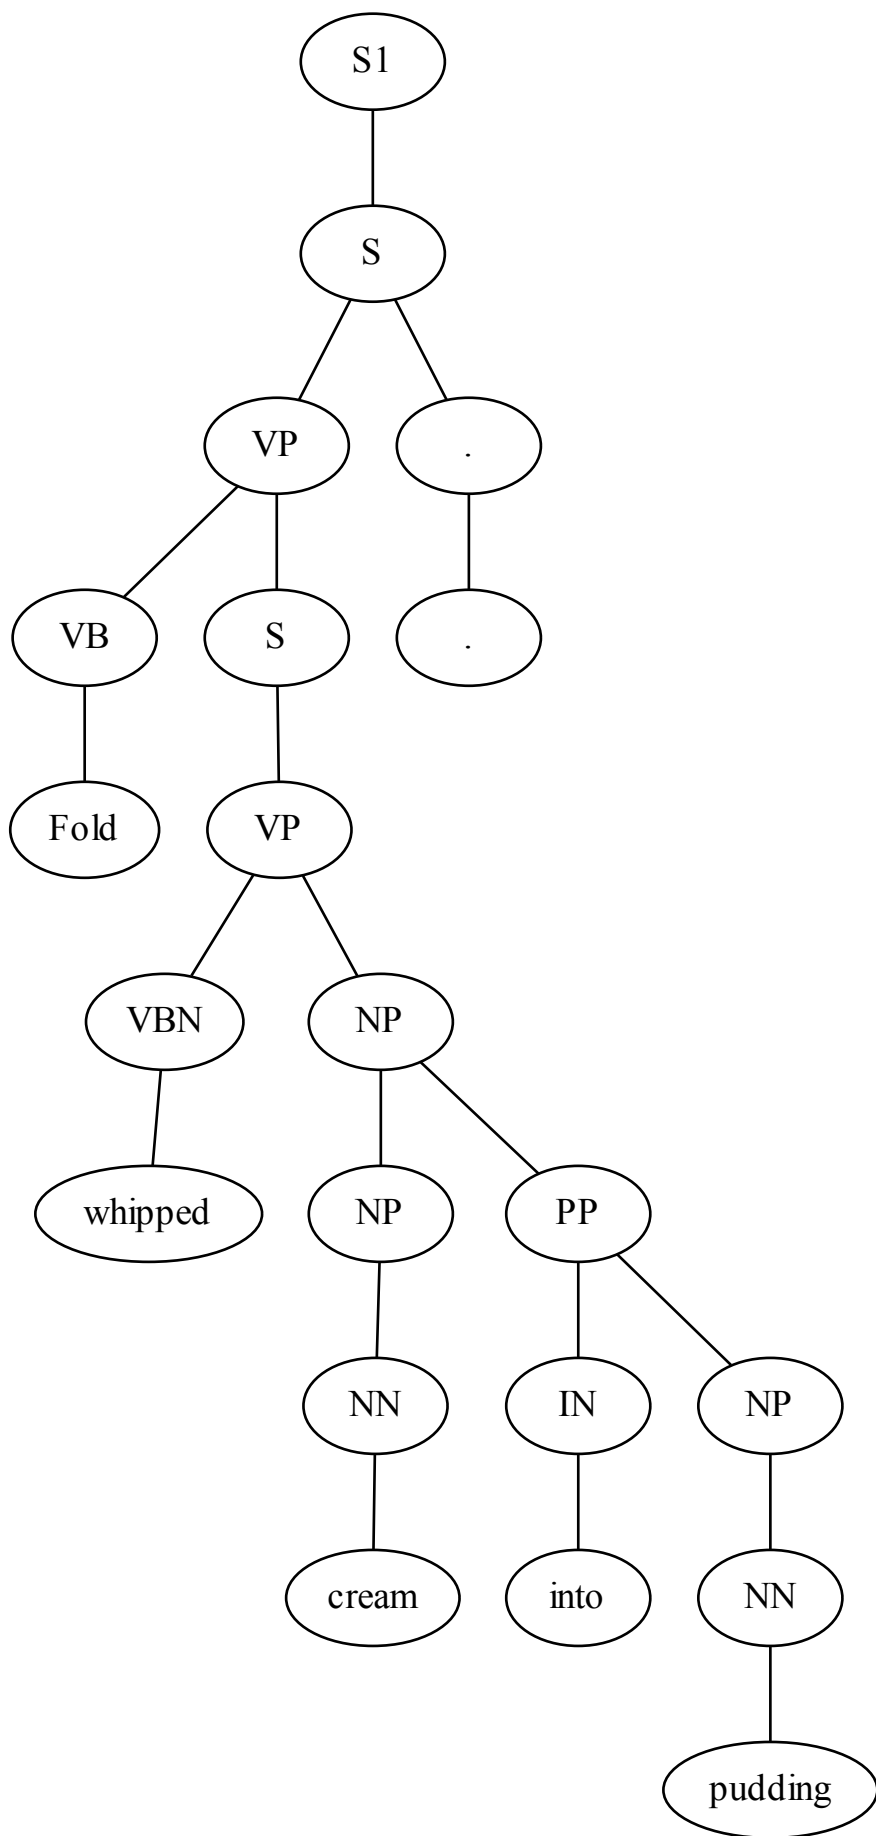 S1
S
VP .
VB S .
Fold VP
VBN NP
whipped NP PP
NN IN NP
cream into NN
pudding